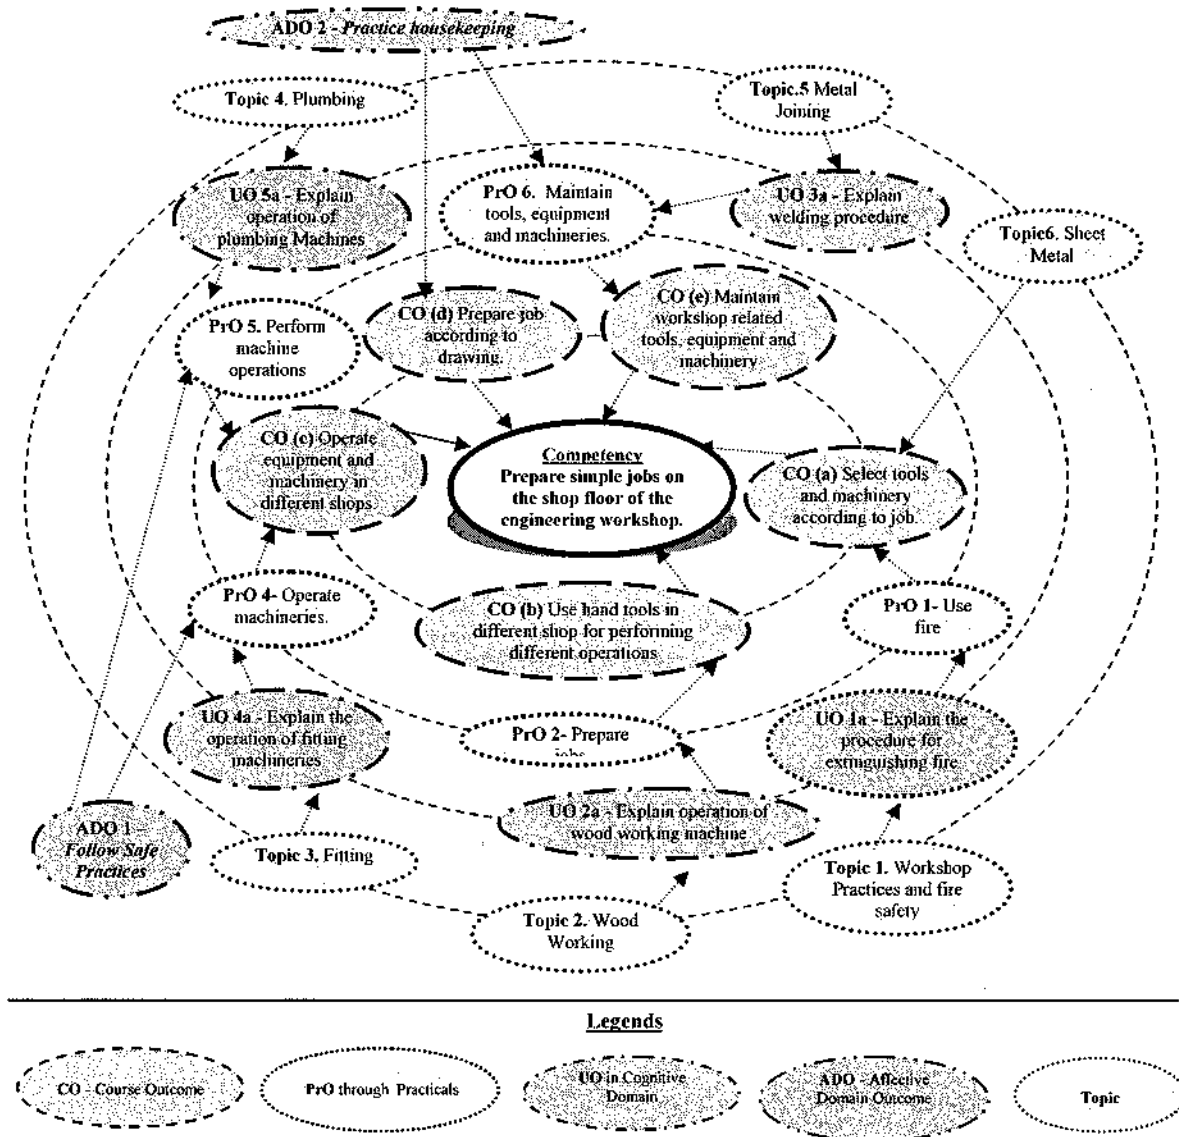 ADO 2 - Practice housekeeping
Topic 4. Plumbing
Topic.5 Metal
Joining
UO 5a - Explain
operation of
plumbing Machines
PrO 6. Maintain
tools, equipment
and machineries.
UO 3a - Explain
welding procedure
Topic6. Sheet
Metal
PrO 5. Perform
machine
operations
CO (d) Prepare job
according to
drawing.
CO (e) Maintain
workshop related
tools, equipment and
machinery
CO (c) Operate
equipment and
machinery in
different shops
Competency
Prepare simple jobs on
the shop floor of the
engineering workshop.
CO (a) Select tools
and machinery
according to job.
PrO 4- Operate
machineries.
CO (b) Use hand tools in
different shop for performing
different operations
PrO 1- Use
fire
UO 4a - Explain the
operation of fitting
machineries
PrO 2- Prepare
jobs
UO 1a - Explain the
procedure for
extinguishing fire
UO 2a - Explain operation of
wood working machine
ADO 1 -
Follow Safe
Practices
Topic 3. Fitting
Topic 1. Workshop
Practices and fire
safety
Topic 2. Wood
Working
Legends
CO - Course Outcome
PrO through Practicals
UO in Cognitive
Domain
ADO - Affective
Domain Outcome
Topic